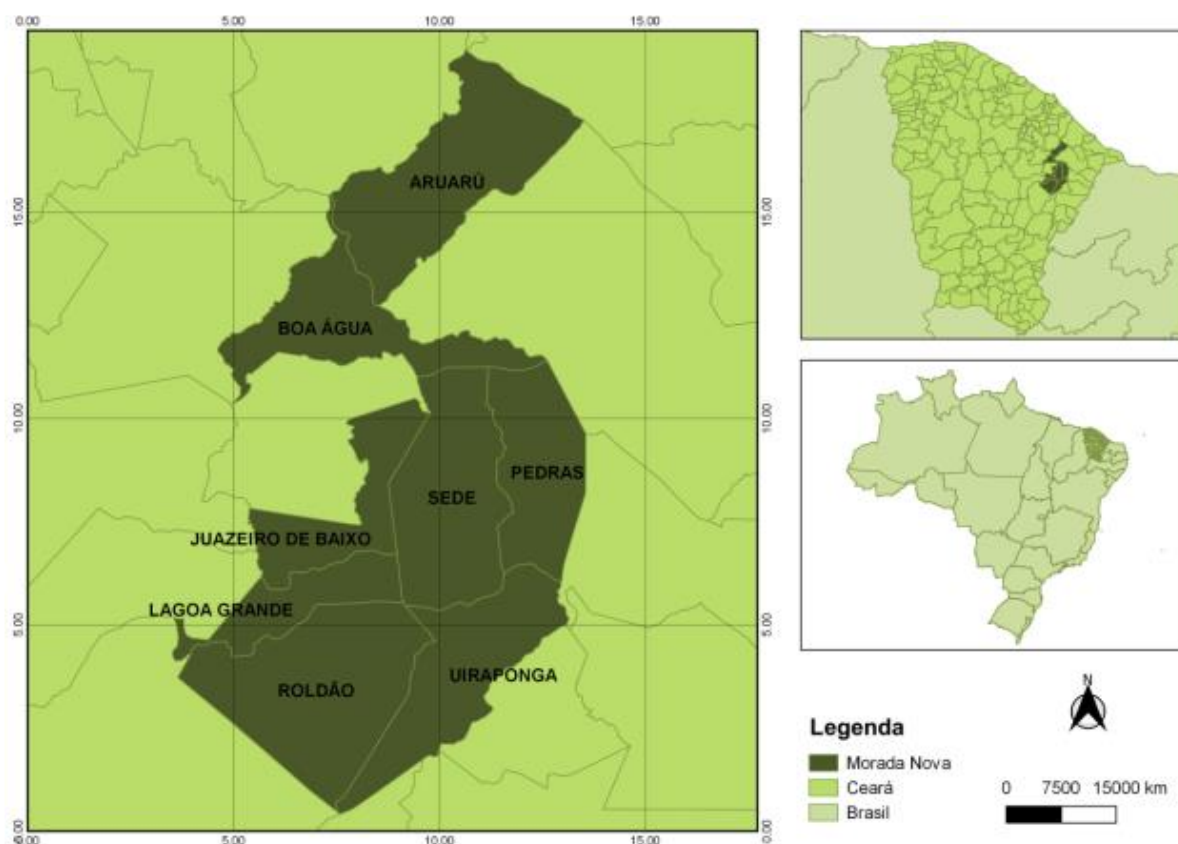 0.00 5.00 10.00 15.00
ARUARÚ
15.00 15.00
BOA ÁGUA
10.00 10.00
PEDRAS
SEDE
JUAZEIRO DE BAIXO
LAGOA GRANDE
5.00 5.00
UIRAPONGA
ROLDÃO
0.00 0.00
0.00 5.00 10.00 15.00
N
Legenda
Morada Nova
Ceará
Brasil
0 7500 15000 km